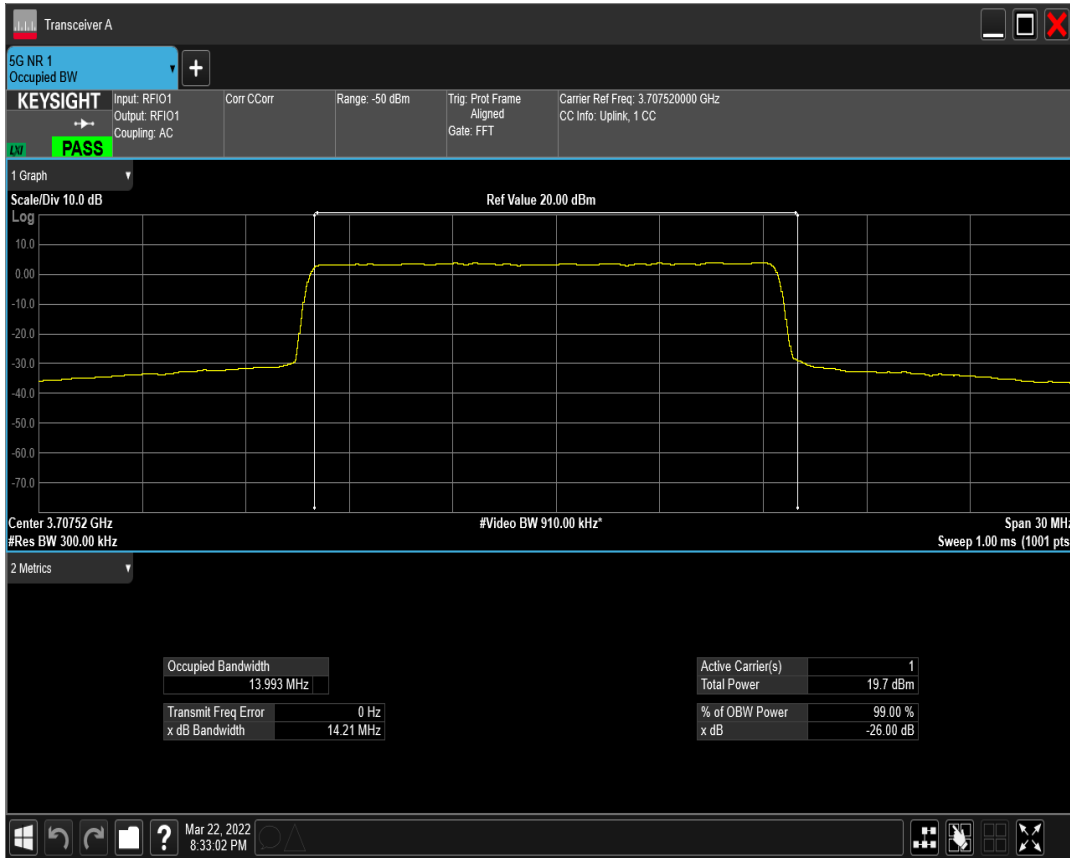 Transceiver A
5G NR 1
Occupied BW
KEYSIGHT
LXI
PASS
Input: RFIO1
Output: RFIO1
Coupling: AC
Corr CCorr
Range: -50 dBm
Trig: Prot Frame
Aligned
Gate: FFT
Carrier Ref Freq: 3.707520000 GHz
CC Info: Uplink, 1 CC
1 Graph
Scale/Div 10.0 dB
Ref Value 20.00 dBm
Log
10.0
0.00
-10.0
-20.0
-30.0
-40.0
-50.0
-60.0
-70.0
Center 3.70752 GHz
#Video BW 910.00 kHz*
Span 30 MHz
#Res BW 300.00 kHz
Sweep 1.00 ms (1001 pts
2 Metrics
Occupied Bandwidth
13.993 MHz
Transmit Freq Error 0 Hz
x dB Bandwidth 14.21 MHz
Active Carrier(s) 1
Total Power 19.7 dBm
% of OBW Power 99.00 %
x dB -26.00 dB
?
Mar 22, 2022
8:33:02 PM